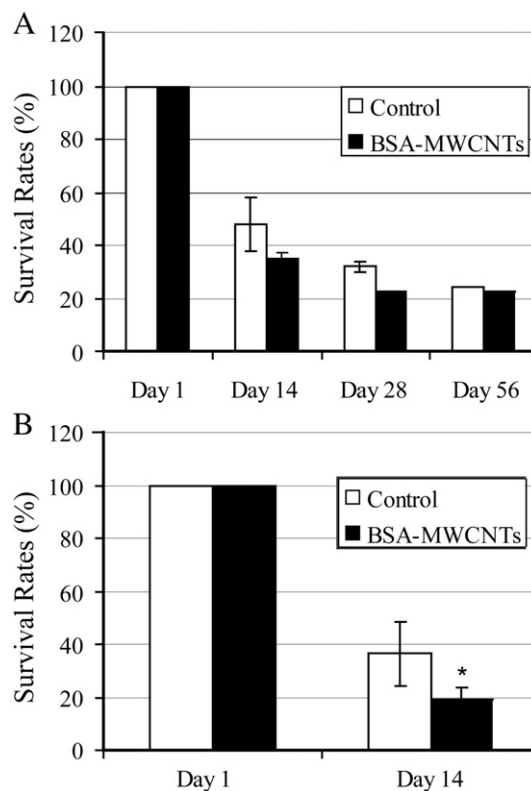 A
120
100
80
60
40
20
0
Survival Rates (%)
Control
BSA-MWCNTs
Day 1 Day 14 Day 28 Day 56
B
120
100
80
60
40
20
0
Survival Rates (%)
Control
BSA-MWCNTs
*
Day 1 Day 14